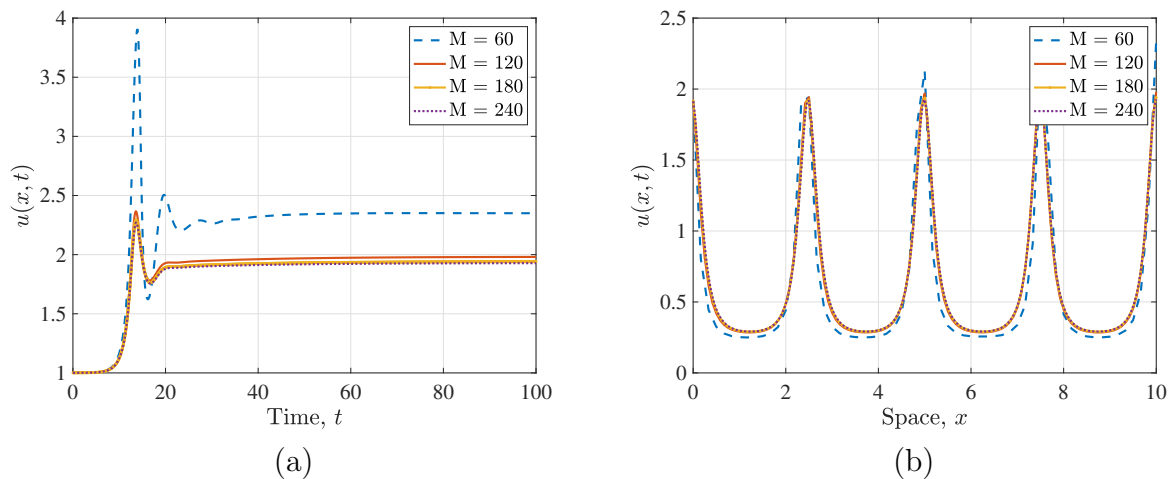 4
3.5
3
2.5
2
1.5
1
0 20 40 60 80 100
u(x, t)
Time, t
M = 60
M = 120
M = 180
M = 240
(a)
2.5
2
1.5
1
0.5
0
0 2 4 6 8 10
u(x, t)
Space, x
M = 60
M = 120
M = 180
M = 240
(b)